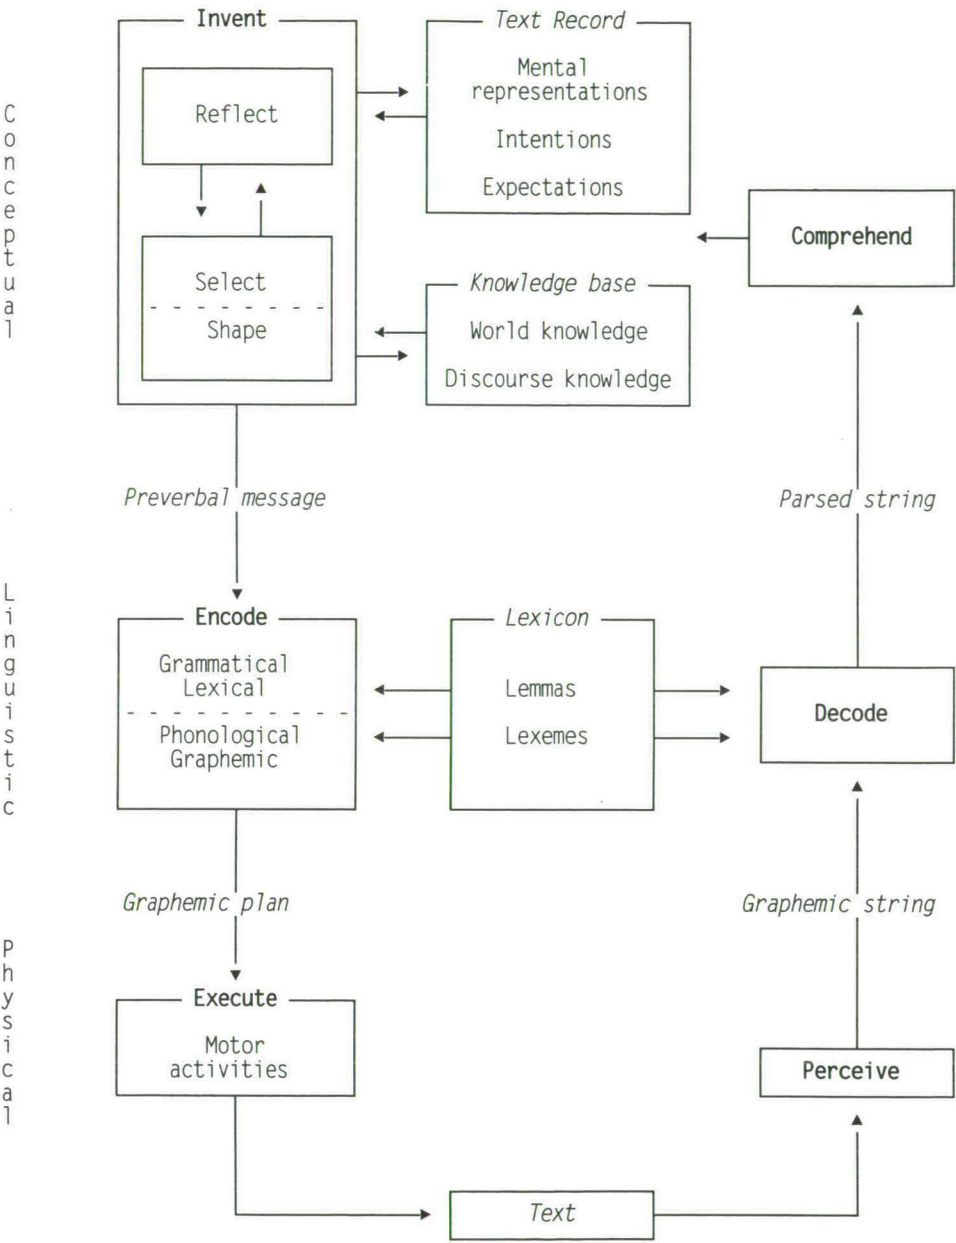 Conceptual
Invent
Reflect
Select
Shape
Text Record
Mental
representations
Intentions
Expectations
Knowledge base
World knowledge
Discourse knowledge
Comprehend
Preverbal message
Parsed string
Linguistic
Encode
Grammatical
Lexical
Phonological
Graphemic
Lexicon
Lemmas
Lexemes
Decode
Graphemic plan
Graphemic string
Physical
Execute
Motor
activities
Perceive
Text